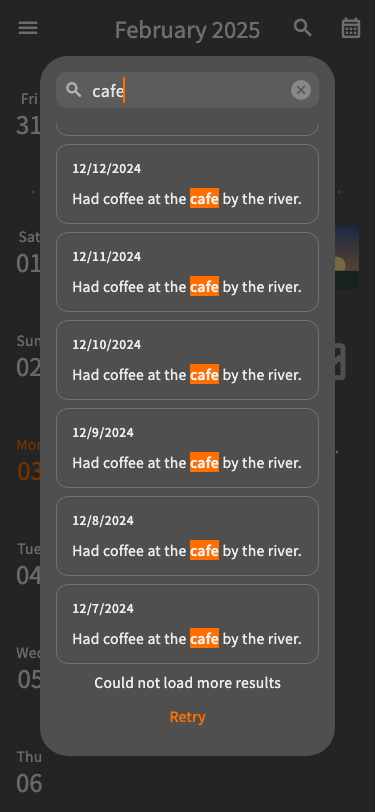 February 2025
cafe
Fri
31
12/12/2024
Had coffee at the cafe by the river.
Sat
01
12/11/2024
Had coffee at the cafe by the river.
Sun
02
12/10/2024
Had coffee at the cafe by the river.
Mon
03
12/9/2024
Had coffee at the cafe by the river.
Tue
04
12/8/2024
Had coffee at the cafe by the river.
Wed
05
12/7/2024
Had coffee at the cafe by the river.
Could not load more results
Retry
Thu
06